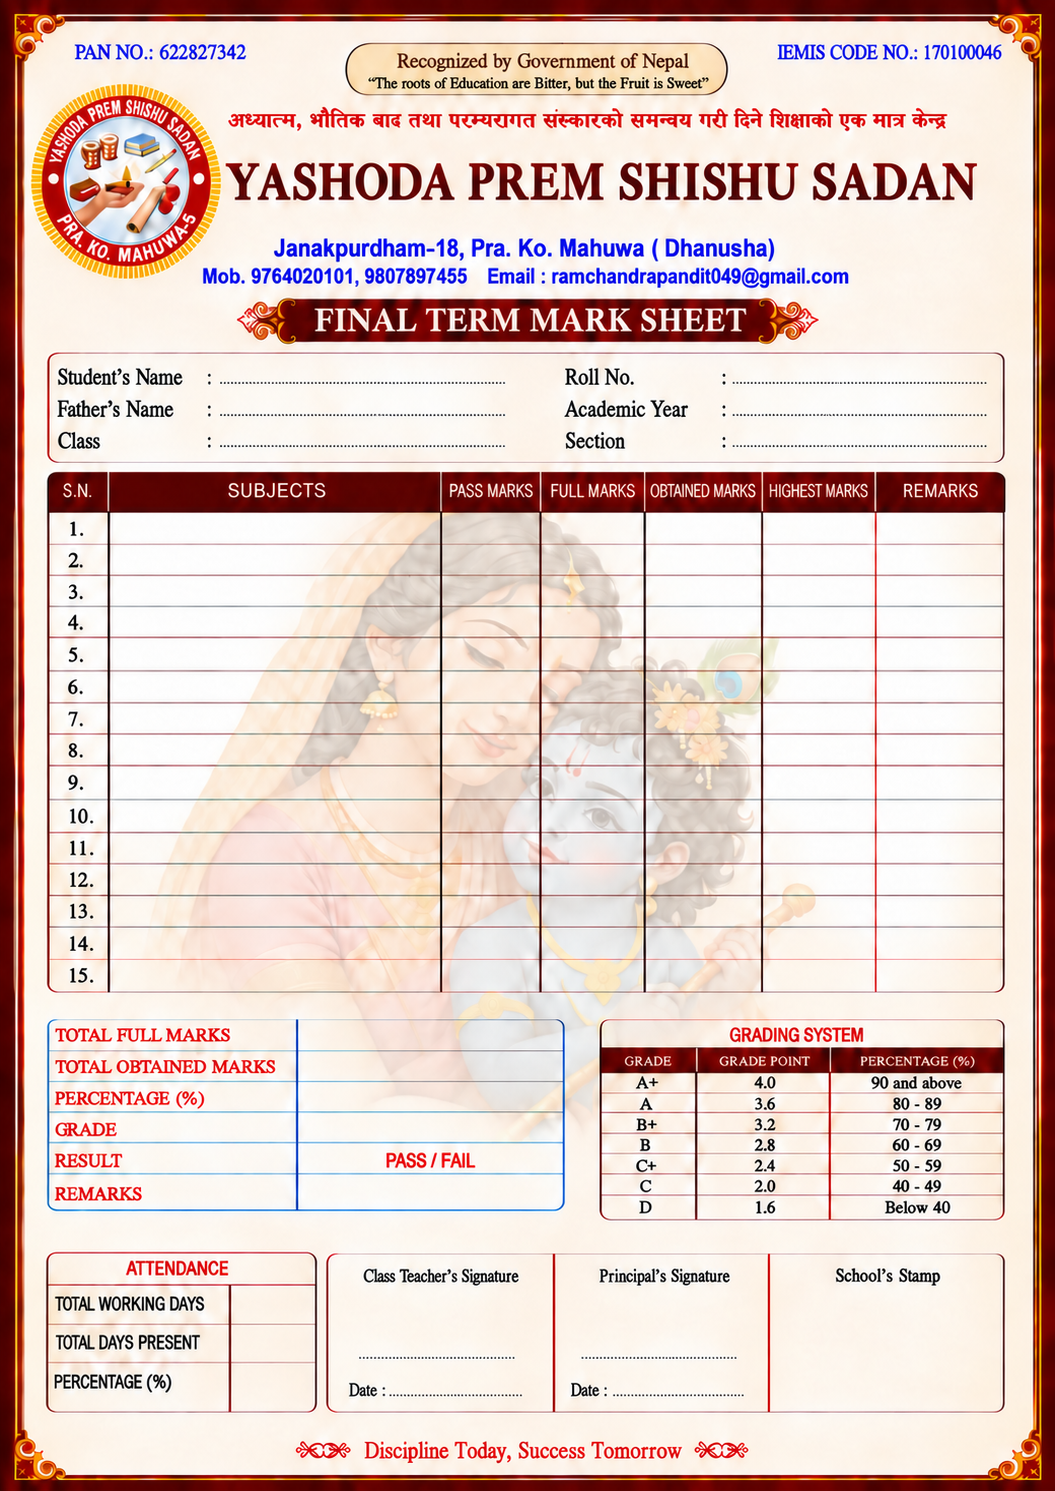 PAN NO.: 622827342
IEMIS CODE NO.: 170100046
Recognized by Government of Nepal
“The roots of Education are Bitter, but the Fruit is Sweet”
अध्यात्म, भौतिक बाद तथा परम्परागत संस्कारको समन्वय गरी दिने शिक्षाको एक मात्र केन्द्र
YASHODA PREM SHISHU SADAN
PRA. KO. MAHUWA-5
YASHODA PREM SHISHU SADAN
Janakpurdham-18, Pra. Ko. Mahuwa ( Dhanusha)
Mob. 9764020101, 9807897455 Email : ramchandrapandit049@gmail.com
FINAL TERM MARK SHEET
Student’s Name : Roll No. :
Father’s Name : Academic Year :
Class : Section :
S.N. SUBJECTS PASS MARKS FULL MARKS OBTAINED MARKS HIGHEST MARKS REMARKS
1.
2.
3.
4.
5.
6.
7.
8.
9.
10.
11.
12.
13.
14.
15.
TOTAL FULL MARKS
TOTAL OBTAINED MARKS
PERCENTAGE (%)
GRADE
RESULT PASS / FAIL
REMARKS
GRADING SYSTEM
GRADE GRADE POINT PERCENTAGE (%)
A+ 4.0 90 and above
A 3.6 80 - 89
B+ 3.2 70 - 79
B 2.8 60 - 69
C+ 2.4 50 - 59
C 2.0 40 - 49
D 1.6 Below 40
ATTENDANCE
TOTAL WORKING DAYS
TOTAL DAYS PRESENT
PERCENTAGE (%)
Class Teacher’s Signature Principal’s Signature School’s Stamp
Date : Date :
Discipline Today, Success Tomorrow